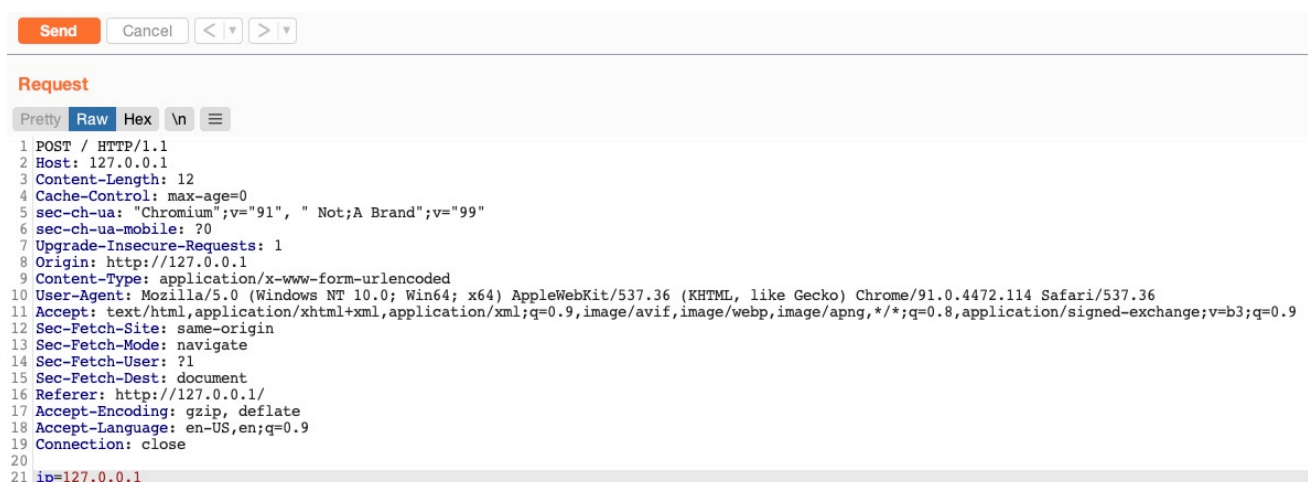 Send Cancel < ▼ > ▼
Request
Pretty Raw Hex \n ≡
1 POST / HTTP/1.1
2 Host: 127.0.0.1
3 Content-Length: 12
4 Cache-Control: max-age=0
5 sec-ch-ua: "Chromium";v="91", " Not;A Brand";v="99"
6 sec-ch-ua-mobile: ?0
7 Upgrade-Insecure-Requests: 1
8 Origin: http://127.0.0.1
9 Content-Type: application/x-www-form-urlencoded
10 User-Agent: Mozilla/5.0 (Windows NT 10.0; Win64; x64) AppleWebKit/537.36 (KHTML, like Gecko) Chrome/91.0.4472.114 Safari/537.36
11 Accept: text/html,application/xhtml+xml,application/xml;q=0.9,image/avif,image/webp,image/apng,*/*;q=0.8,application/signed-exchange;v=b3;q=0.9
12 Sec-Fetch-Site: same-origin
13 Sec-Fetch-Mode: navigate
14 Sec-Fetch-User: ?1
15 Sec-Fetch-Dest: document
16 Referer: http://127.0.0.1/
17 Accept-Encoding: gzip, deflate
18 Accept-Language: en-US,en;q=0.9
19 Connection: close
20
21 ip=127.0.0.1